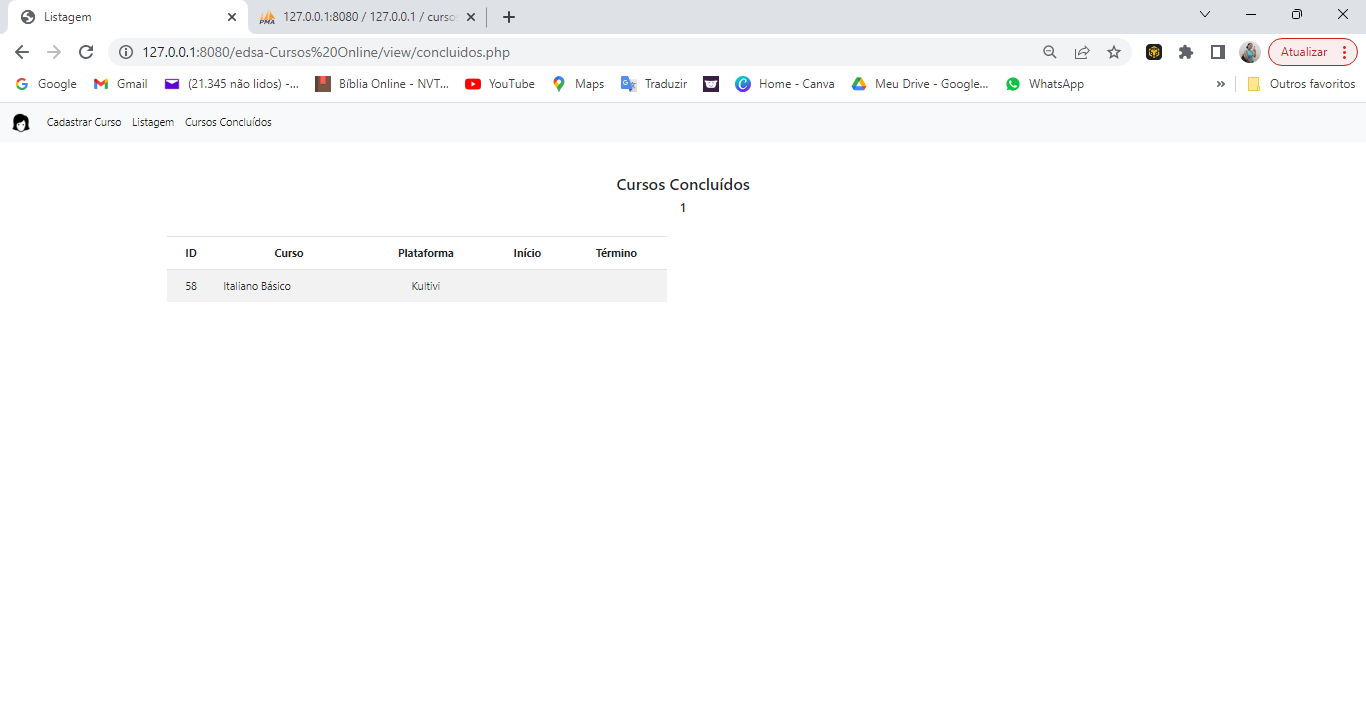 Listagem
PMA 127.0.0.1:8080 / 127.0.0.1 / curso
127.0.0.1:8080/edsa-Cursos%20Online/view/concluidos.php
Atualizar
Google Gmail (21.345 não lidos) -... Bíblia Online - NVT... YouTube Maps Traduzir Home - Canva Meu Drive - Google... WhatsApp » Outros favoritos
Cadastrar Curso Listagem Cursos Concluídos
Cursos Concluídos
1
ID Curso Plataforma Início Término
58 Italiano Básico Kultivi